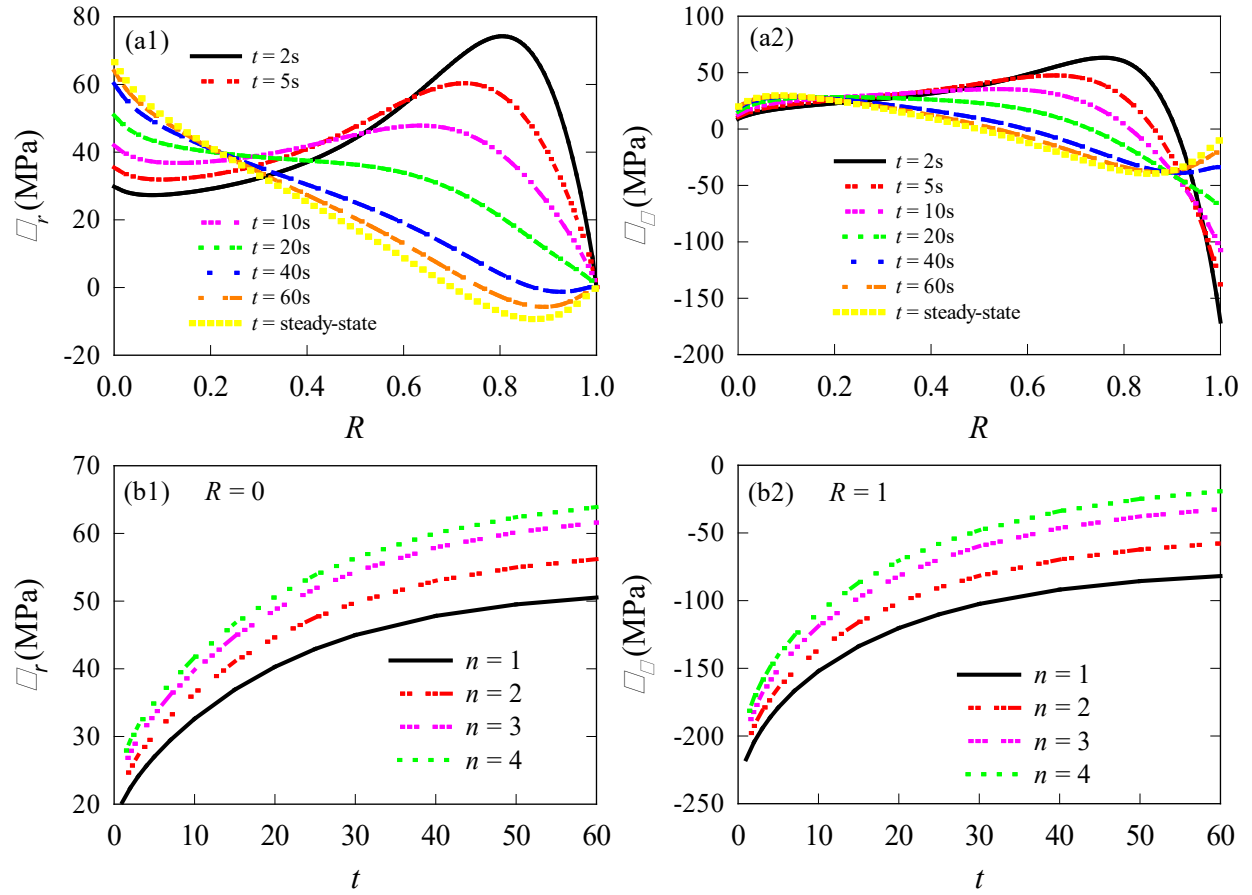 (a1)
t = 2s
t = 5s
t = 10s
t = 20s
t = 40s
t = 60s
t = steady-state
80
60
40
20
0
-20
0.0 0.2 0.4 0.6 0.8 1.0
R
□r (MPa)
(a2)
t = 2s
t = 5s
t = 10s
t = 20s
t = 40s
t = 60s
t = steady-state
100
50
0
-50
-100
-150
-200
0.0 0.2 0.4 0.6 0.8 1.0
R
□□ (MPa)
(b1) R = 0
n = 1
n = 2
n = 3
n = 4
70
60
50
40
30
20
0 10 20 30 40 50 60
t
□r (MPa)
(b2) R = 1
n = 1
n = 2
n = 3
n = 4
0
-50
-100
-150
-200
-250
0 10 20 30 40 50 60
t
□□ (MPa)